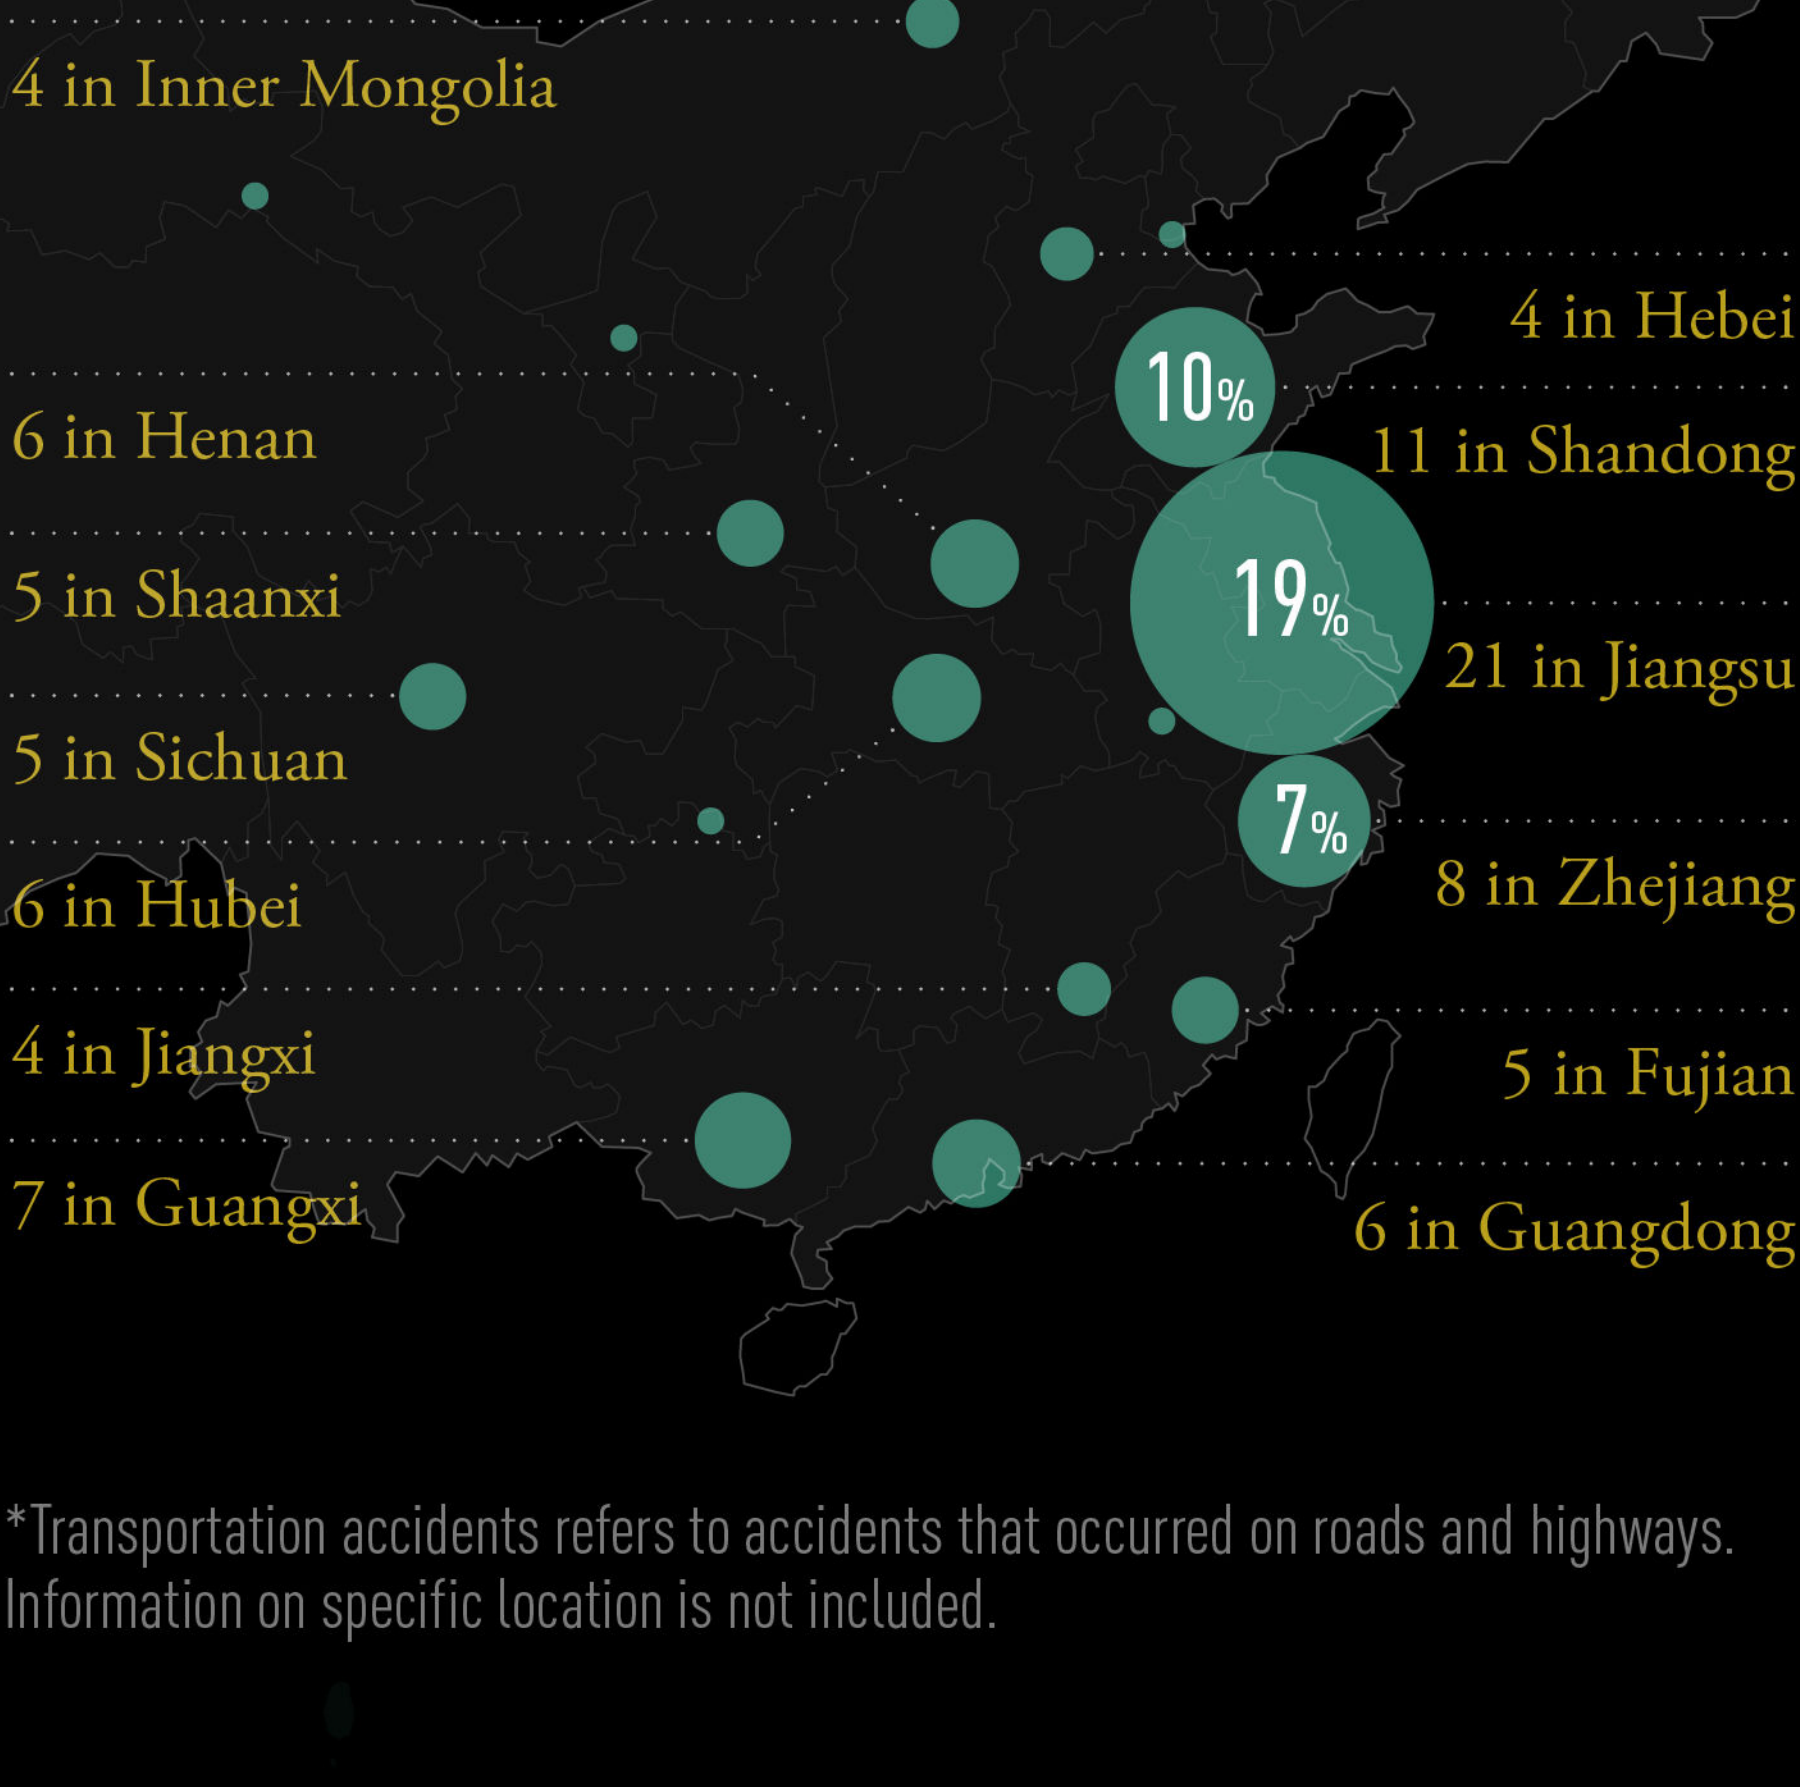 4 in Inner Mongolia
4 in Hebei
10%
6 in Henan
11 in Shandong
5 in Shaanxi
19%
21 in Jiangsu
5 in Sichuan
7%
8 in Zhejiang
6 in Hubei
4 in Jiangxi
5 in Fujian
7 in Guangxi
6 in Guangdong
*Transportation accidents refers to accidents that occurred on roads and highways.
Information on specific location is not included.